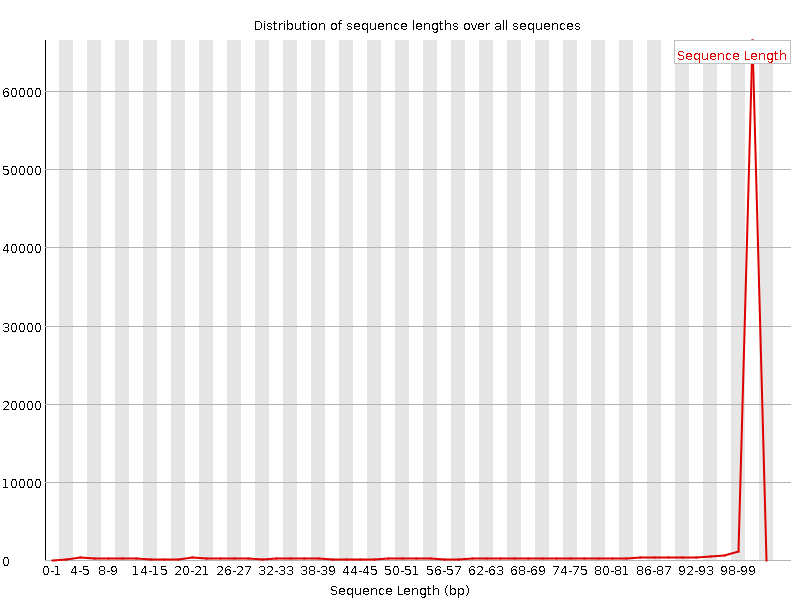 Distribution of sequence lengths over all sequences
Sequence Length
60000
50000
40000
30000
20000
10000
0
0-1 4-5 8-9 14-15 20-21 26-27 32-33 38-39 44-45 50-51 56-57 62-63 68-69 74-75 80-81 86-87 92-93 98-99
Sequence Length (bp)